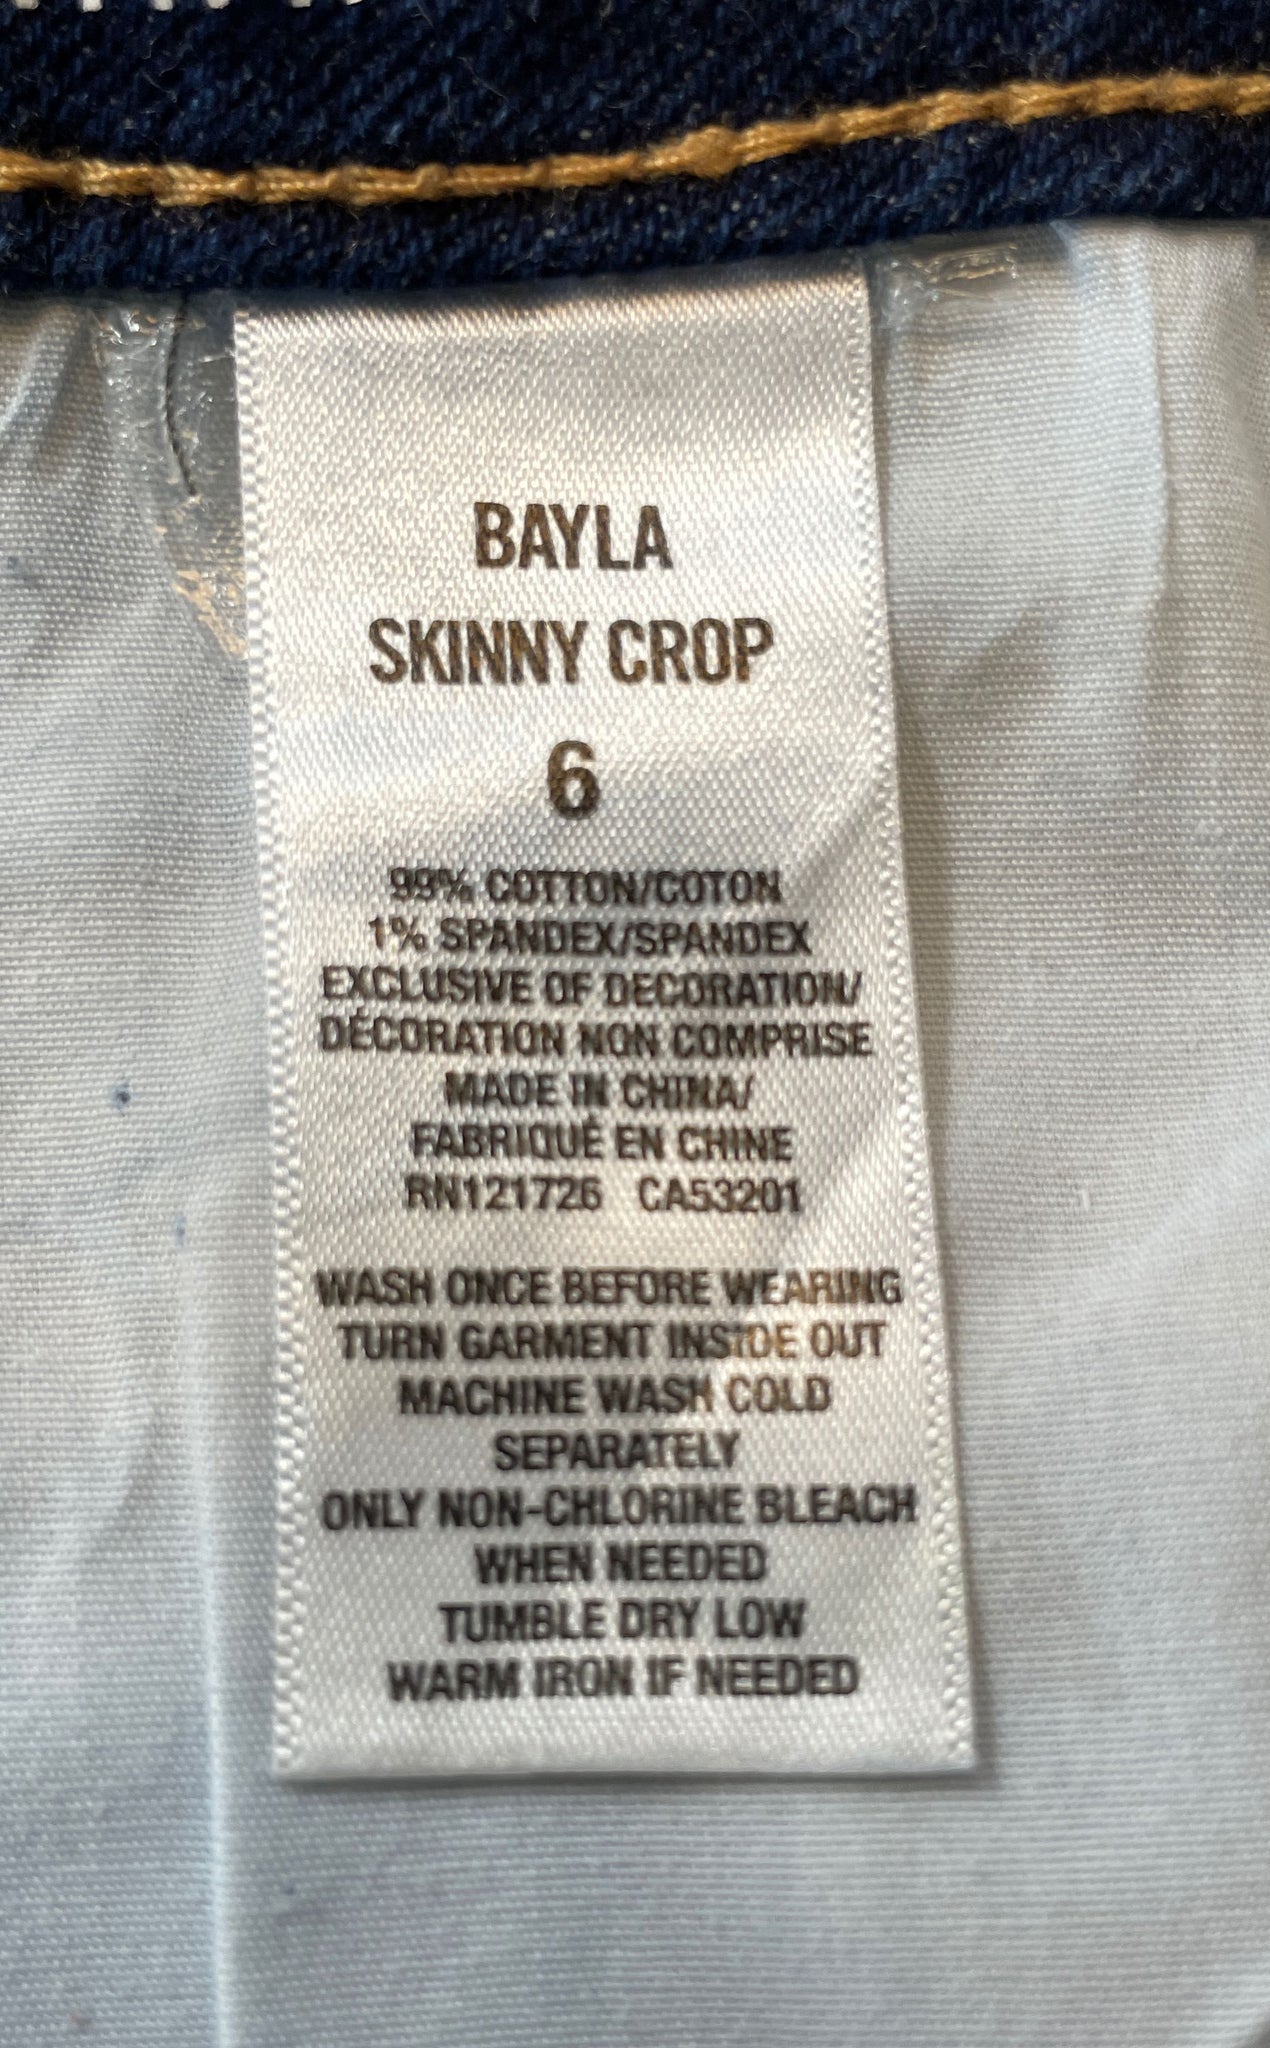 BAYLA
SKINNY CROP
6
99% COTTON/COTON
1% SPANDEX/SPANDEX
EXCLUSIVE OF DECORATION/
DÉCORATION NON COMPRISE
MADE IN CHINA/
FABRIQUÉ EN CHINE
RN121726 CA53201
WASH ONCE BEFORE WEARING
TURN GARMENT INSIDE OUT
MACHINE WASH COLD
SEPARATELY
ONLY NON-CHLORINE BLEACH
WHEN NEEDED
TUMBLE DRY LOW
WARM IRON IF NEEDED